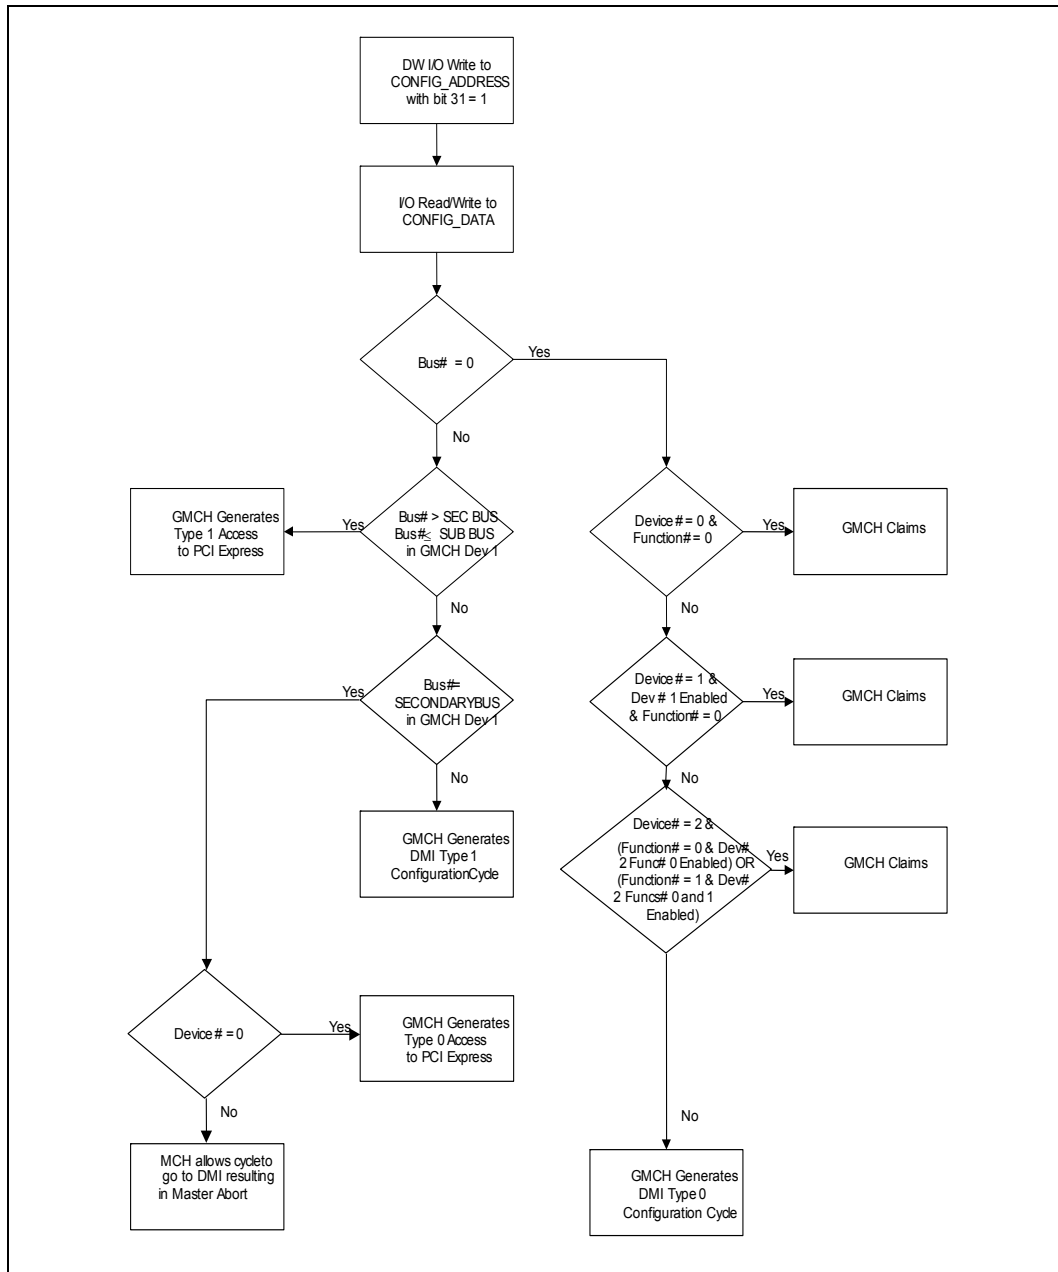 DW I/O Write to
CONFIG_ADDRESS
with bit 31 = 1
I/O Read/Write to
CONFIG_DATA
Bus# = 0
Yes
No
Bus# > SEC BUS
Bus#≤ SUB BUS
in GMCH Dev 1
Yes
GMCH Generates
Type 1 Access
to PCI Express
No
Device# = 0 &
Function# = 0
Yes
GMCH Claims
No
Bus#=
SECONDARYBUS
in GMCH Dev 1
Yes
No
GMCH Generates
DMI Type 1
ConfigurationCycle
Device# = 1 &
Dev # 1 Enabled
& Function# = 0
Yes
GMCH Claims
No
Device# = 2 &
(Function# = 0 & Dev#
2 Func# 0 Enabled) OR
(Function# = 1 & Dev#
2 Funcs# 0 and 1
Enabled)
Yes
GMCH Claims
No
Device # = 0
Yes
GMCH Generates
Type 0 Access
to PCI Express
No
MCH allows cycleto
go to DMI resulting
in Master Abort
GMCH Generates
DMI Type 0
Configuration Cycle